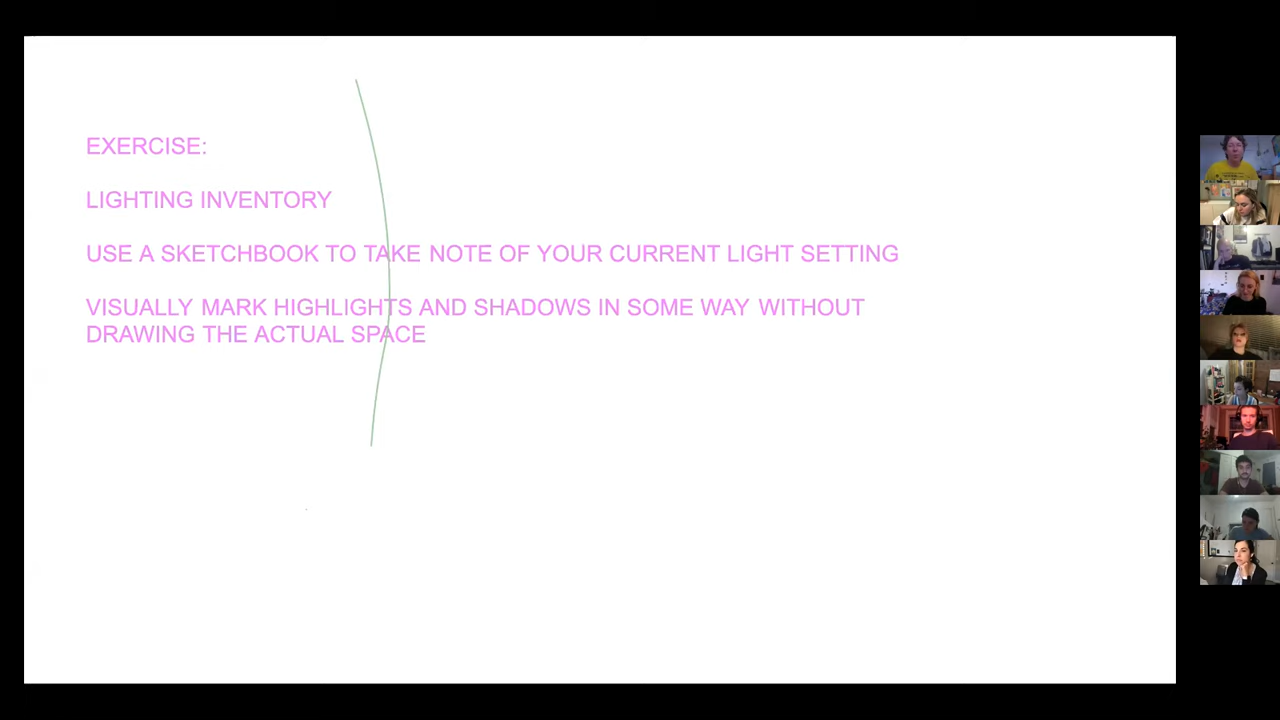 EXERCISE:
LIGHTING INVENTORY
USE A SKETCHBOOK TO TAKE NOTE OF YOUR CURRENT LIGHT SETTING
VISUALLY MARK HIGHLIGHTS AND SHADOWS IN SOME WAY WITHOUT
DRAWING THE ACTUAL SPACE